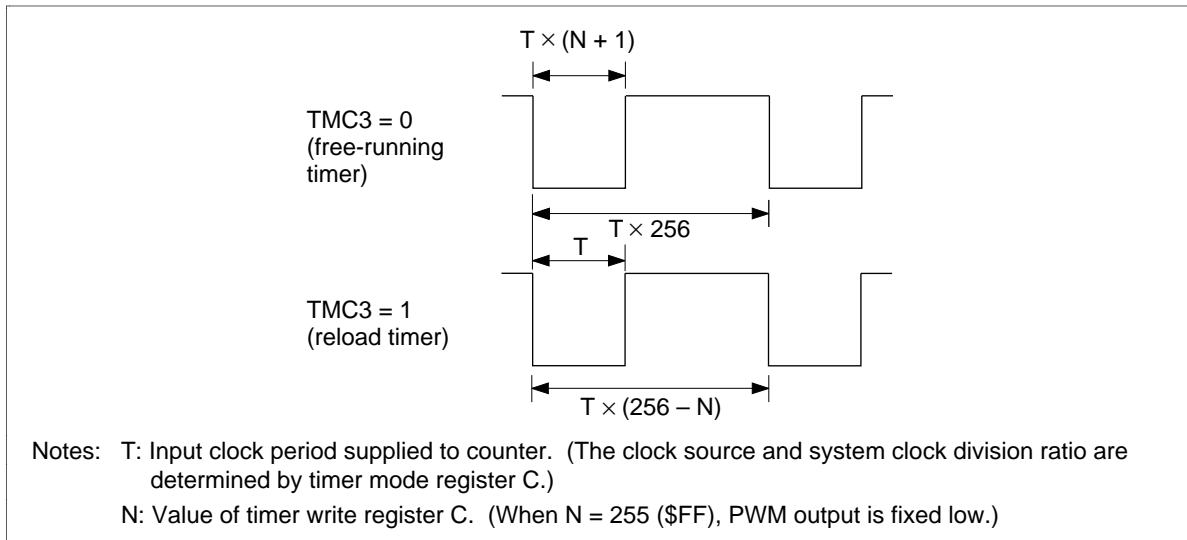 T × (N + 1)
TMC3 = 0
(free-running
timer)
T × 256
T
TMC3 = 1
(reload timer)
T × (256 – N)
Notes: T: Input clock period supplied to counter. (The clock source and system clock division ratio are
determined by timer mode register C.)
N: Value of timer write register C. (When N = 255 ($FF), PWM output is fixed low.)